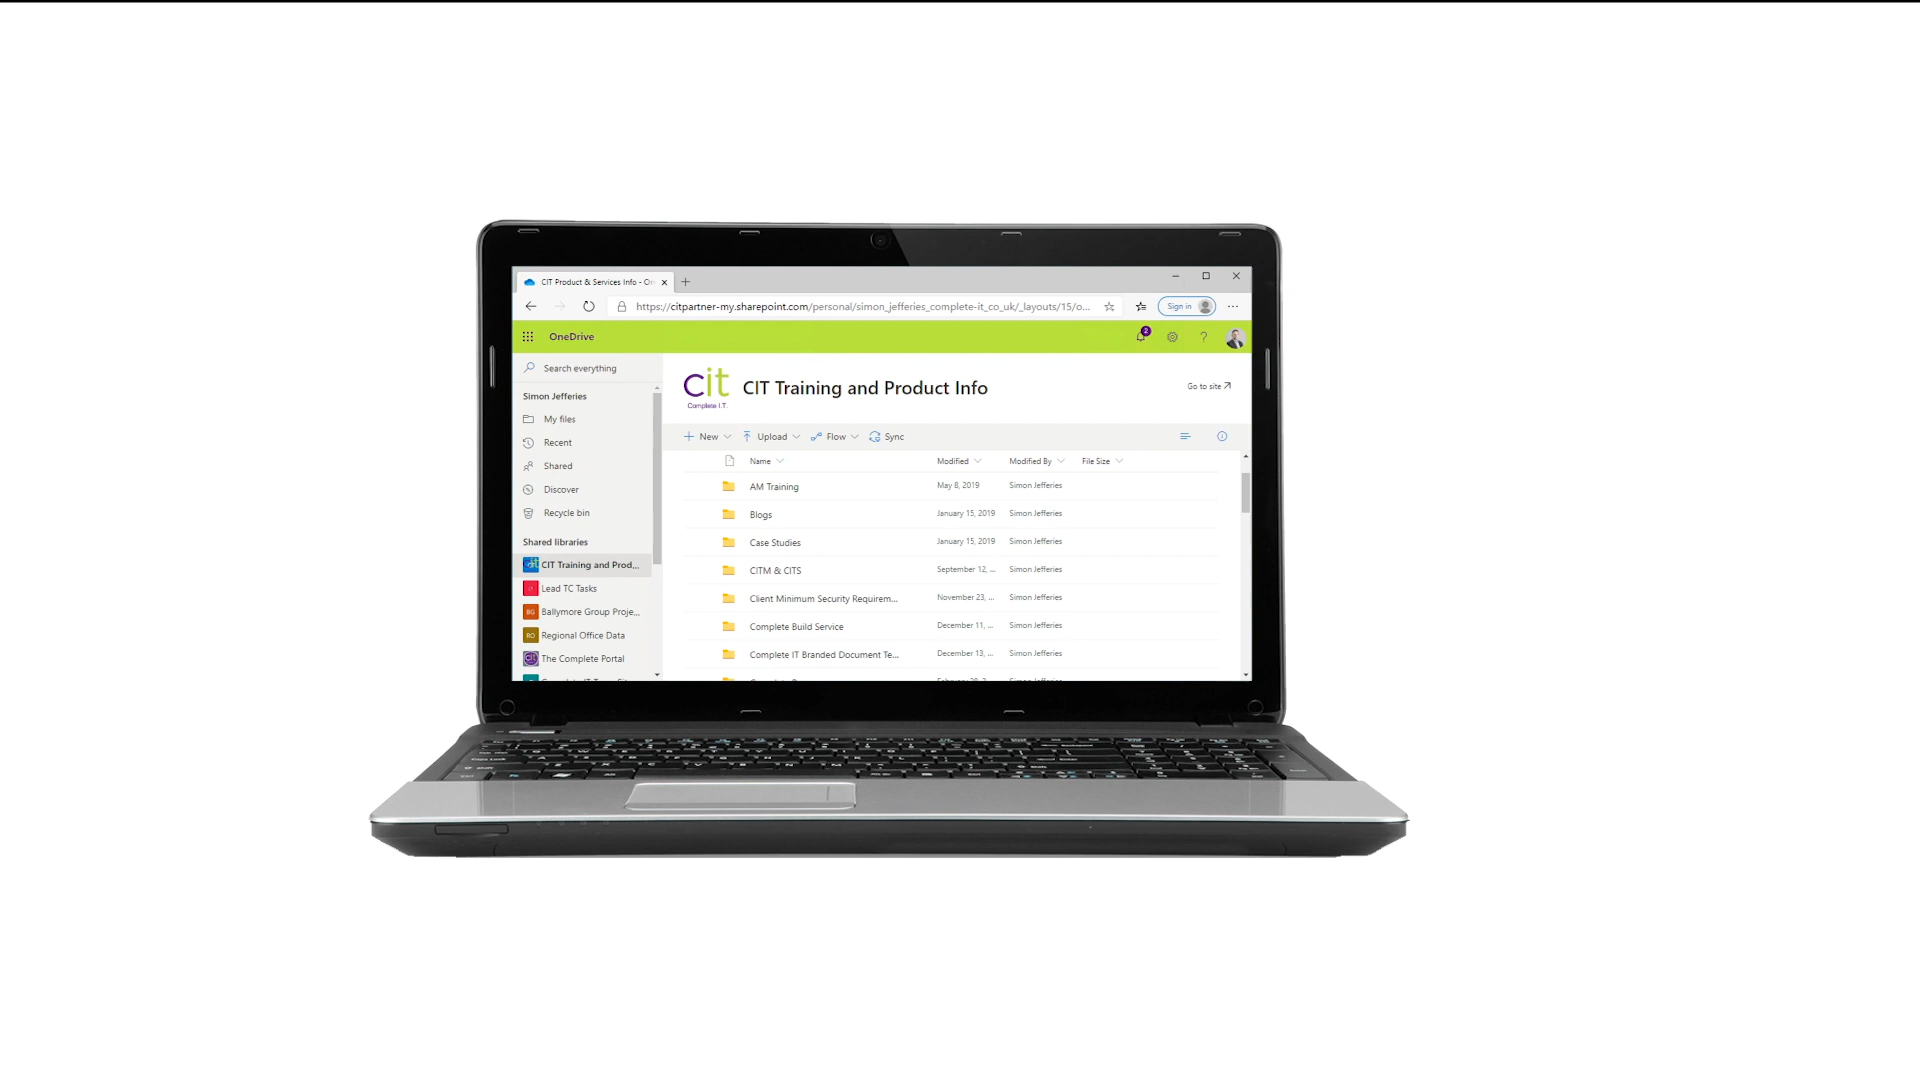 CIT Product & Services Info - On
https://citpartner-my.sharepoint.com/personal/simon_jefferies_complete-it_co_uk/_layouts/15/o...
Sign in
OneDrive
2
?
Search everything
Simon Jefferies
My files
Recent
Shared
Discover
Recycle bin
Shared libraries
CIT Training and Prod...
Lead TC Tasks
BG Ballymore Group Proje...
RO Regional Office Data
cit The Complete Portal
cit
Complete I.T.
CIT Training and Product Info
Go to site
New Upload Flow Sync
Name Modified Modified By File Size
AM Training May 8, 2019 Simon Jefferies
Blogs January 15, 2019 Simon Jefferies
Case Studies January 15, 2019 Simon Jefferies
CITM & CITS September 12, ... Simon Jefferies
Client Minimum Security Requirem... November 23, ... Simon Jefferies
Complete Build Service December 11, ... Simon Jefferies
Complete IT Branded Document Te... December 13, ... Simon Jefferies